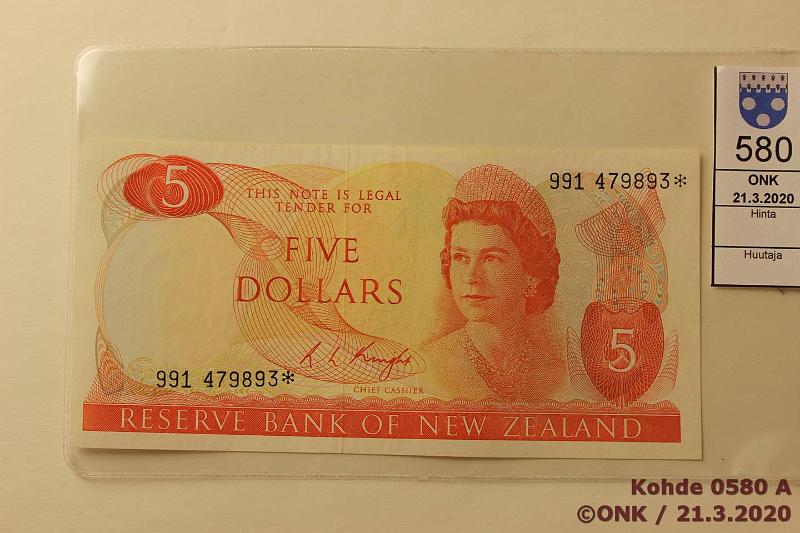 5
THIS NOTE IS LEGAL
TENDER FOR
FIVE
DOLLARS
991 479893*
5
R L Knight
CHIEF CASHIER
991 479893*
RESERVE BANK OF NEW ZEALAND
580
ONK
21.3.2020
Hinta
Huutaja
Kohde 0580 A
©ONK / 21.3.2020